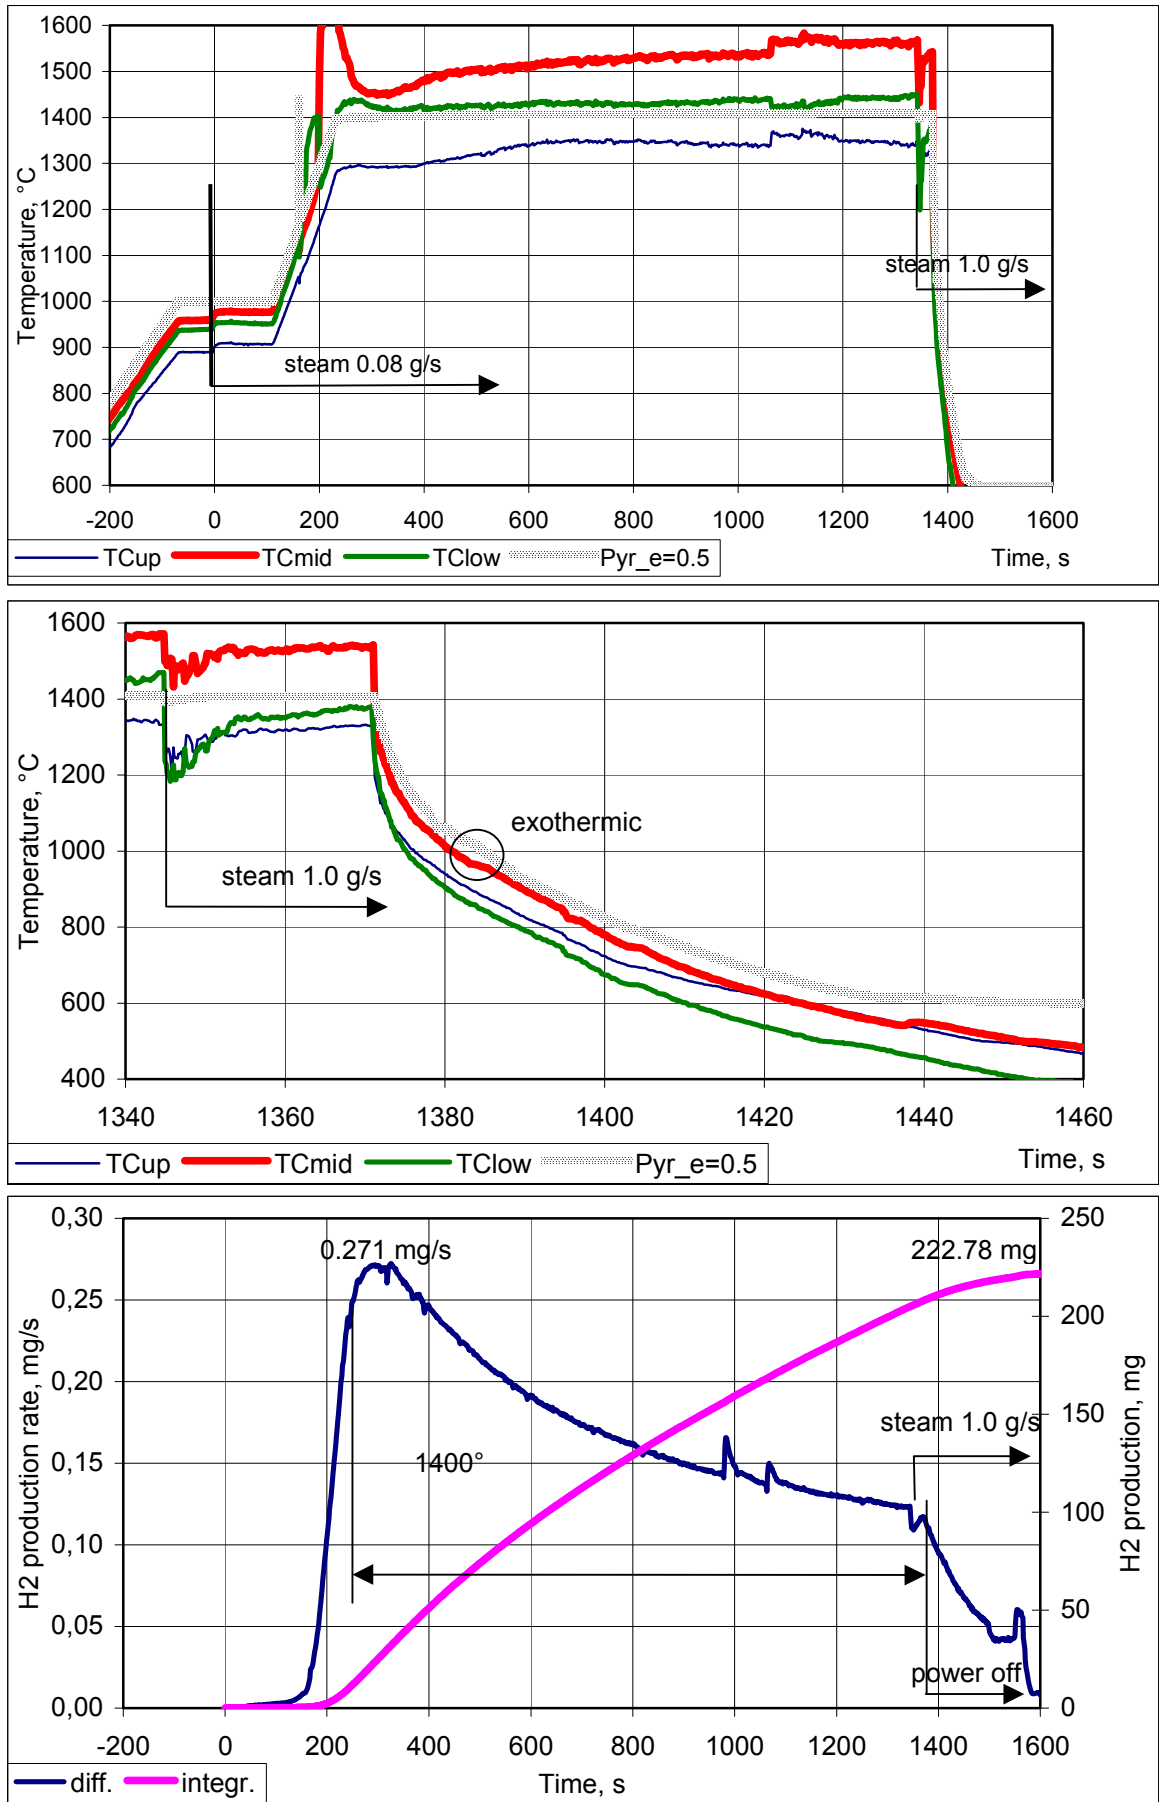 1600
1500
1400
1300
1200
1100
1000
900
800
700
600
Temperature, °C
steam 1.0 g/s
steam 0.08 g/s
-200 0 200 400 600 800 1000 1200 1400 1600
TCup TCmid TClow Pyr_e=0.5 Time, s
1600
1400
1200
1000
800
600
400
Temperature, °C
exothermic
steam 1.0 g/s
1340 1360 1380 1400 1420 1440 1460
TCup TCmid TClow Pyr_e=0.5 Time, s
0,30
0,25
0,20
0,15
0,10
0,05
0,00
H2 production rate, mg/s
0.271 mg/s
222.78 mg
steam 1.0 g/s
1400°
power off
250
200
150
100
50
0
H2 production, mg
-200 0 200 400 600 800 1000 1200 1400 1600
diff. integr. Time, s